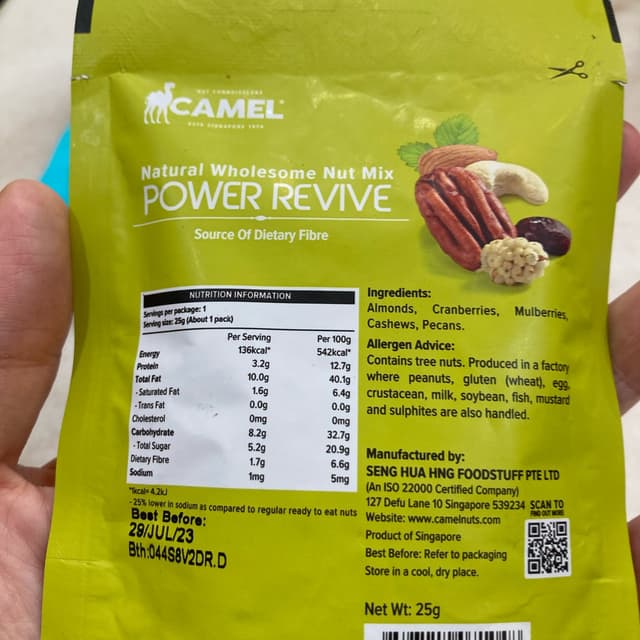 NUT CONNOISSEURS
CAMEL
ESTD SINGAPORE 1974
Natural Wholesome Nut Mix
POWER REVIVE
Source Of Dietary Fibre
NUTRITION INFORMATION
Servings per package: 1
Serving size: 25g (About 1 pack)
Per Serving Per 100g
Energy 136kcal* 542kcal*
Protein 3.2g 12.7g
Total Fat 10.0g 40.1g
- Saturated Fat 1.6g 6.4g
- Trans Fat 0.0g 0.0g
Cholesterol 0mg 0mg
Carbohydrate 8.2g 32.7g
- Total Sugar 5.2g 20.9g
Dietary Fibre 1.7g 6.6g
Sodium 1mg 5mg
*1kcal= 4.2kJ
- 25% lower in sodium as compared to regular ready to eat nuts
Best Before:
29/JUL/23
Bth:044S8V2DR.D
Ingredients:
Almonds, Cranberries, Mulberries,
Cashews, Pecans.
Allergen Advice:
Contains tree nuts. Produced in a factory
where peanuts, gluten (wheat), egg,
crustacean, milk, soybean, fish, mustard
and sulphites are also handled.
Manufactured by:
SENG HUA HNG FOODSTUFF PTE LTD
(An ISO 22000 Certified Company)
127 Defu Lane 10 Singapore 539234
Website: www.camelnuts.com
Product of Singapore
Best Before: Refer to packaging
Store in a cool, dry place.
SCAN TO
FIND OUT MORE!
Net Wt: 25g